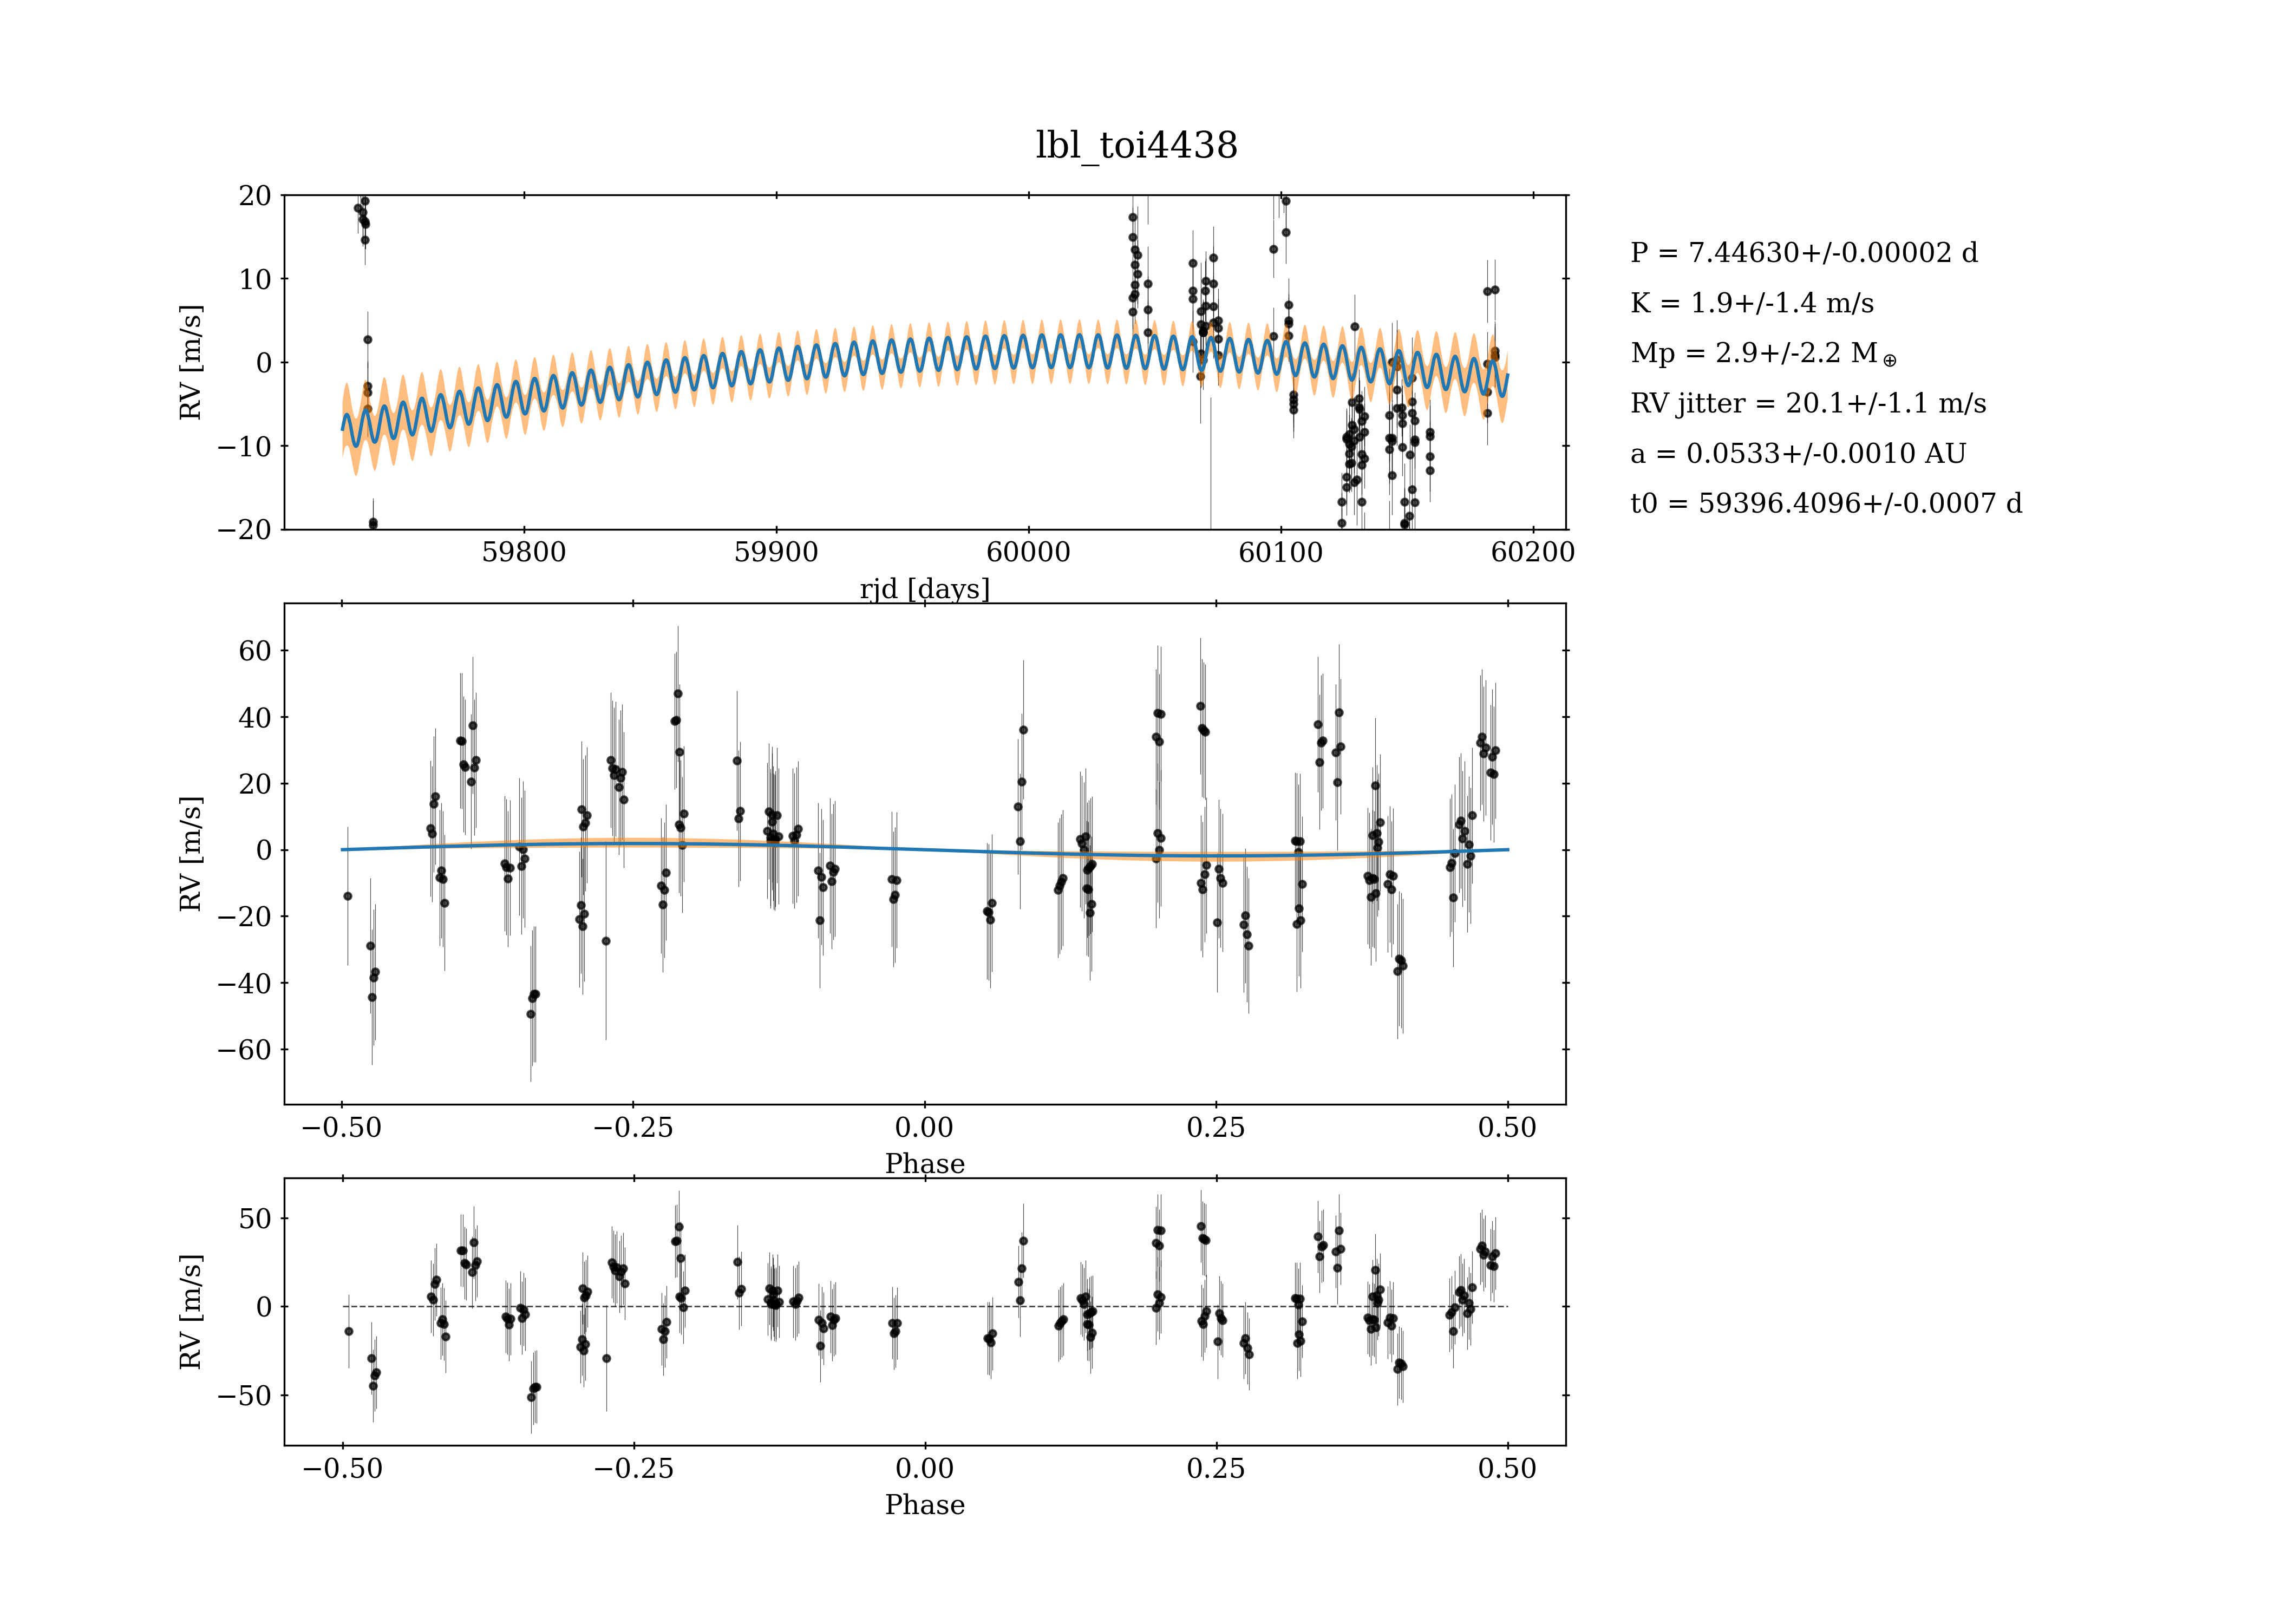 lbl_toi4438
20
10
0
−10
−20
RV [m/s]
59800 59900 60000 60100 60200
rjd [days]
P = 7.44630+/-0.00002 d
K = 1.9+/-1.4 m/s
Mp = 2.9+/-2.2 M⊕
RV jitter = 20.1+/-1.1 m/s
a = 0.0533+/-0.0010 AU
t0 = 59396.4096+/-0.0007 d
60
40
20
0
−20
−40
−60
RV [m/s]
−0.50 −0.25 0.00 0.25 0.50
Phase
50
0
−50
RV [m/s]
−0.50 −0.25 0.00 0.25 0.50
Phase